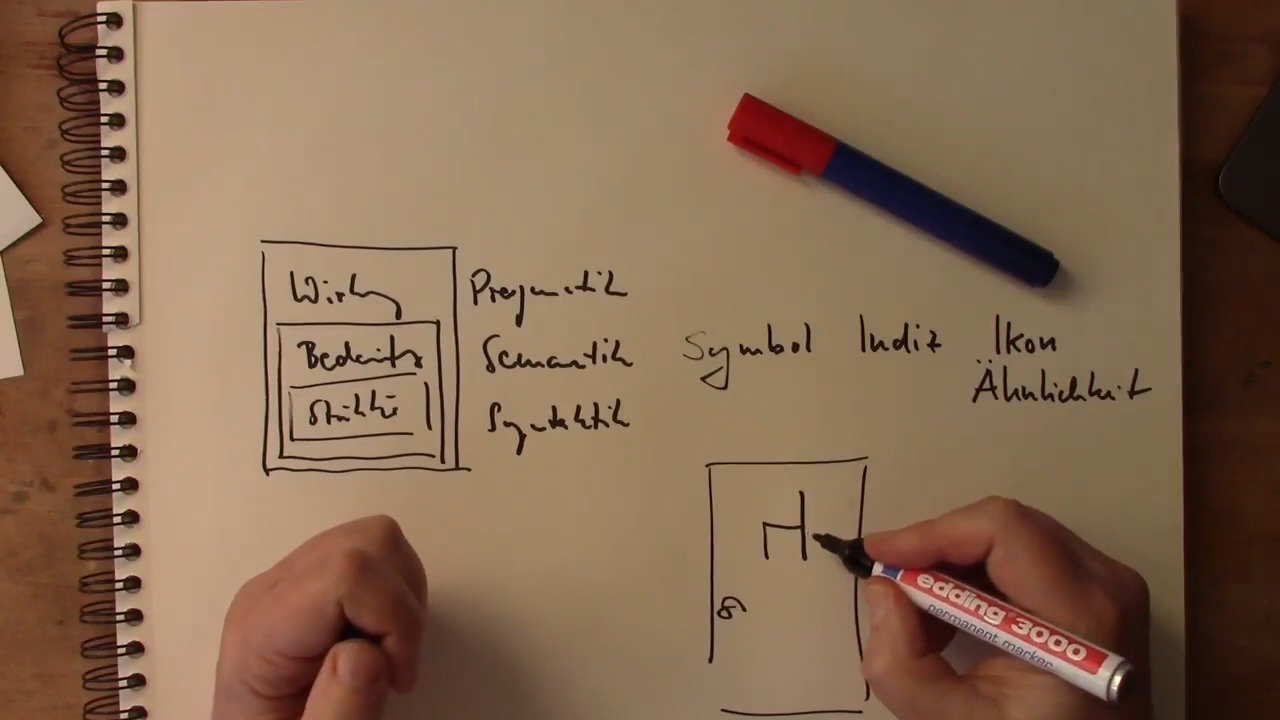 Wirkung Pragmatik
Bedeutung Semantik Symbol Indiz Ikon
Ähnlichkeit
Struktur Syntaktik
edding 3000
permanent marker